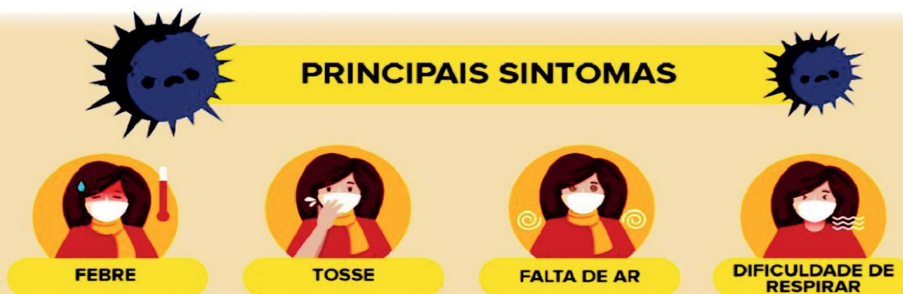 PRINCIPAIS SINTOMAS
FEBRE
TOSSE
FALTA DE AR
DIFICULDADE DE
RESPIRAR